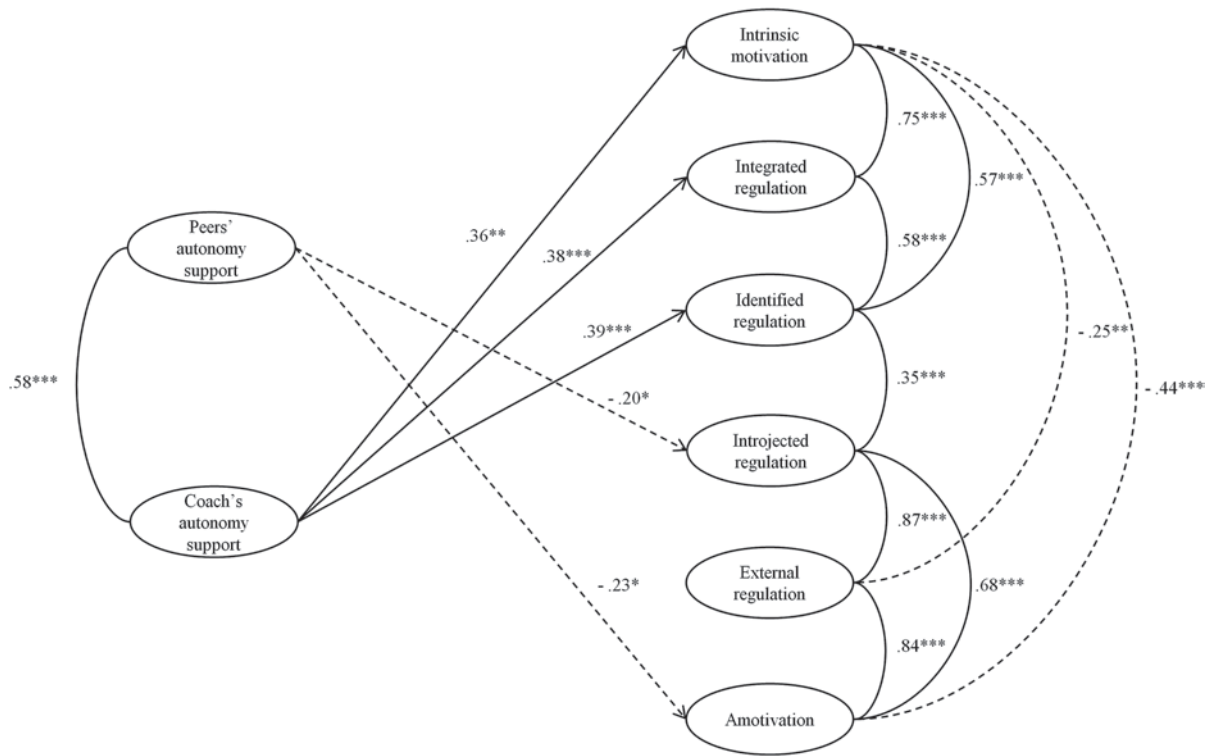 Intrinsic
motivation
.75***
Integrated
regulation
.57***
Peers'
autonomy
support
.36**
.38***
.58***
Identified
regulation
.39***
- .25**
.58***
.35***
- .44***
- .20*
Introjected
regulation
Coach's
autonomy
support
.87***
- .23*
External
regulation
.68***
.84***
Amotivation